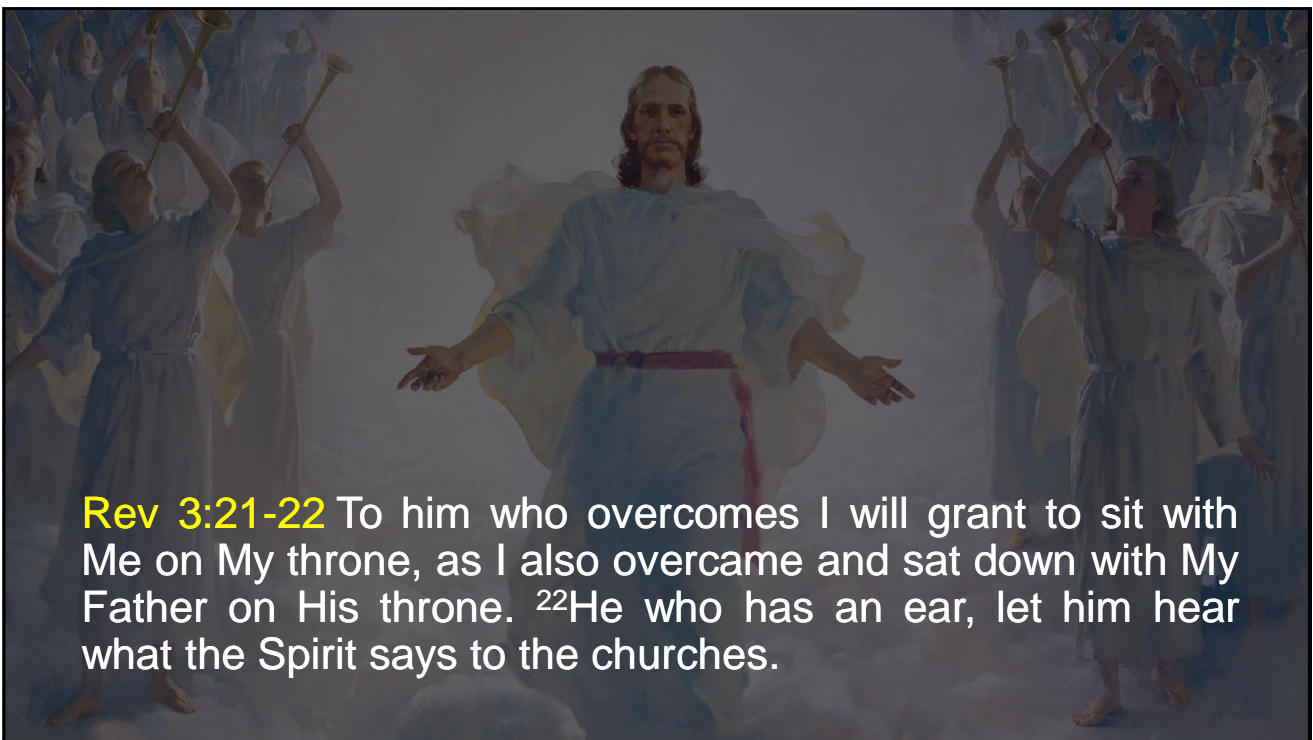 Rev 3:21-22 To him who overcomes I will grant to sit with
Me on My throne, as I also overcame and sat down with My
Father on His throne. ²²He who has an ear, let him hear
what the Spirit says to the churches.